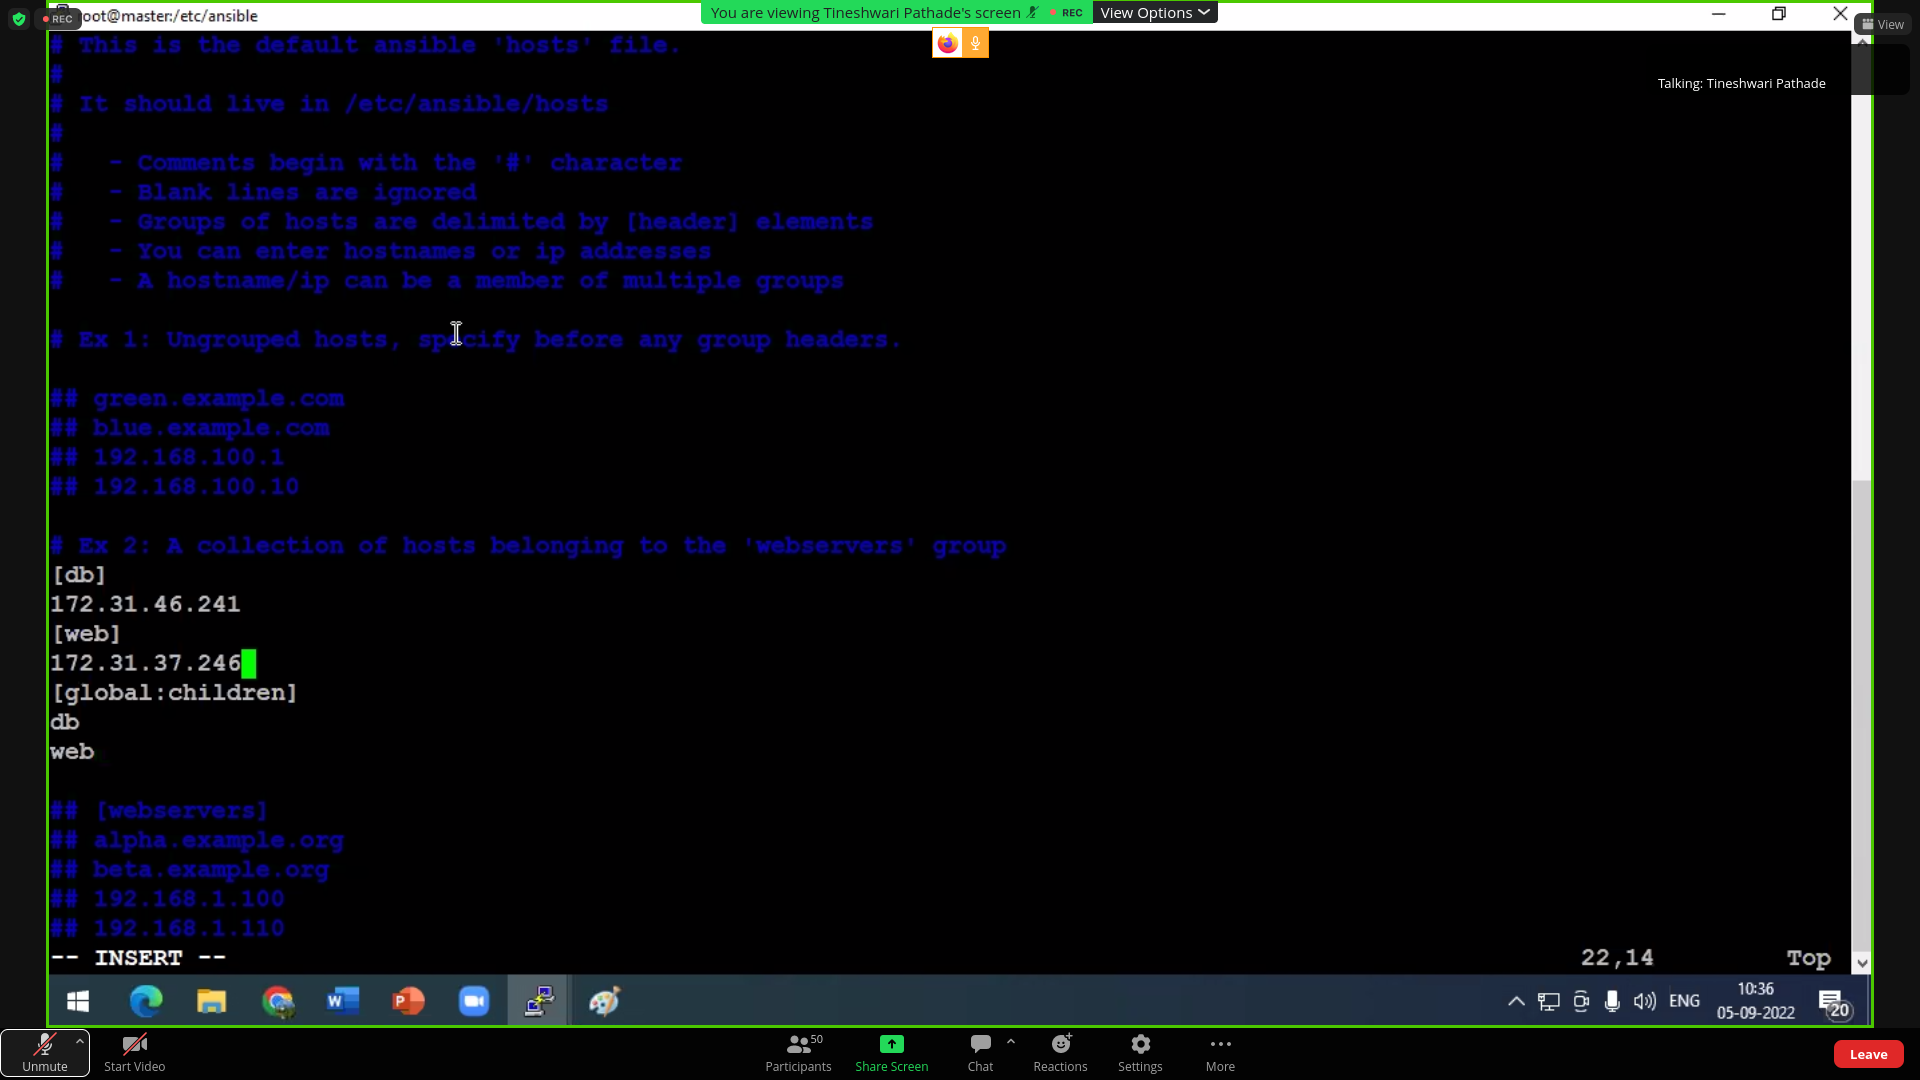 root@master:/etc/ansible
REC
You are viewing Tineshwari Pathade's screen
REC
View Options
View
Talking: Tineshwari Pathade
# This is the default ansible 'hosts' file.
#
# It should live in /etc/ansible/hosts
#
#   - Comments begin with the '#' character
#   - Blank lines are ignored
#   - Groups of hosts are delimited by [header] elements
#   - You can enter hostnames or ip addresses
#   - A hostname/ip can be a member of multiple groups
# Ex 1: Ungrouped hosts, specify before any group headers.
## green.example.com
## blue.example.com
## 192.168.100.1
## 192.168.100.10
# Ex 2: A collection of hosts belonging to the 'webservers' group
[db]
172.31.46.241
[web]
172.31.37.246
[global:children]
db
web
## [webservers]
## alpha.example.org
## beta.example.org
## 192.168.1.100
## 192.168.1.110
-- INSERT --
22,14
Top
ENG
10:36
05-09-2022
20
Unmute
Start Video
Participants
50
Share Screen
Chat
Reactions
Settings
More
Leave